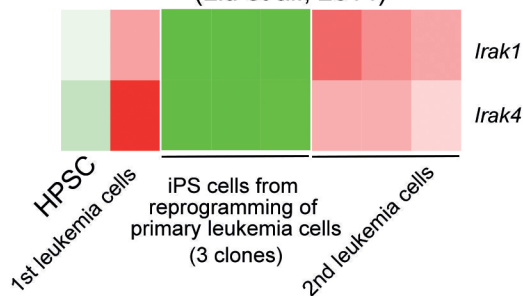 Irak1
Irak4
HPSC
1st leukemia cells
iPS cells from
reprogramming of
primary leukemia cells
(3 clones)
2nd leukemia cells